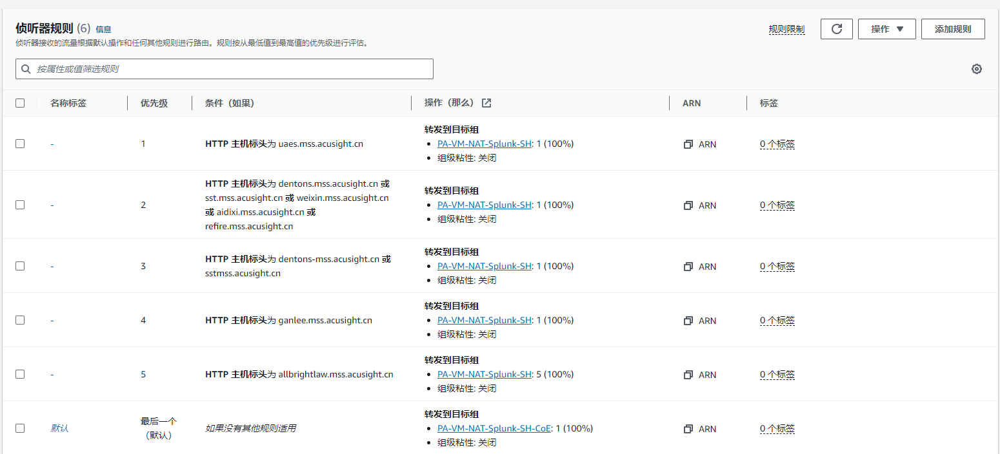 侦听器规则 (6) 信息
规则限制
操作
添加规则
侦听器接收的流量根据默认操作和任何其他规则进行路由。规则按从最低值到最高值的优先级进行评估。
按属性或值筛选规则
名称标签 优先级 条件（如果） 操作（那么） ARN 标签
转发到目标组
- 1 HTTP 主机标头为 uaes.mss.acusight.cn PA-VM-NAT-Splunk-SH: 1 (100%) ARN 0 个标签
组级粘性: 关闭
HTTP 主机标头为 dentons.mss.acusight.cn 或
sst.mss.acusight.cn 或 weixin.mss.acusight.cn
或 aidixi.mss.acusight.cn 或
refire.mss.acusight.cn
转发到目标组
- 2 PA-VM-NAT-Splunk-SH: 1 (100%) ARN 0 个标签
组级粘性: 关闭
HTTP 主机标头为 dentons-mss.acusight.cn 或
sstmss.acusight.cn
转发到目标组
- 3 PA-VM-NAT-Splunk-SH: 1 (100%) ARN 0 个标签
组级粘性: 关闭
转发到目标组
- 4 HTTP 主机标头为 ganlee.mss.acusight.cn PA-VM-NAT-Splunk-SH: 1 (100%) ARN 0 个标签
组级粘性: 关闭
转发到目标组
- 5 HTTP 主机标头为 allbrightlaw.mss.acusight.cn PA-VM-NAT-Splunk-SH: 5 (100%) ARN 0 个标签
组级粘性: 关闭
默认
最后一个
（默认）
如果没有其他规则适用
转发到目标组
PA-VM-NAT-Splunk-SH-CoE: 1 (100%) ARN 0 个标签
组级粘性: 关闭